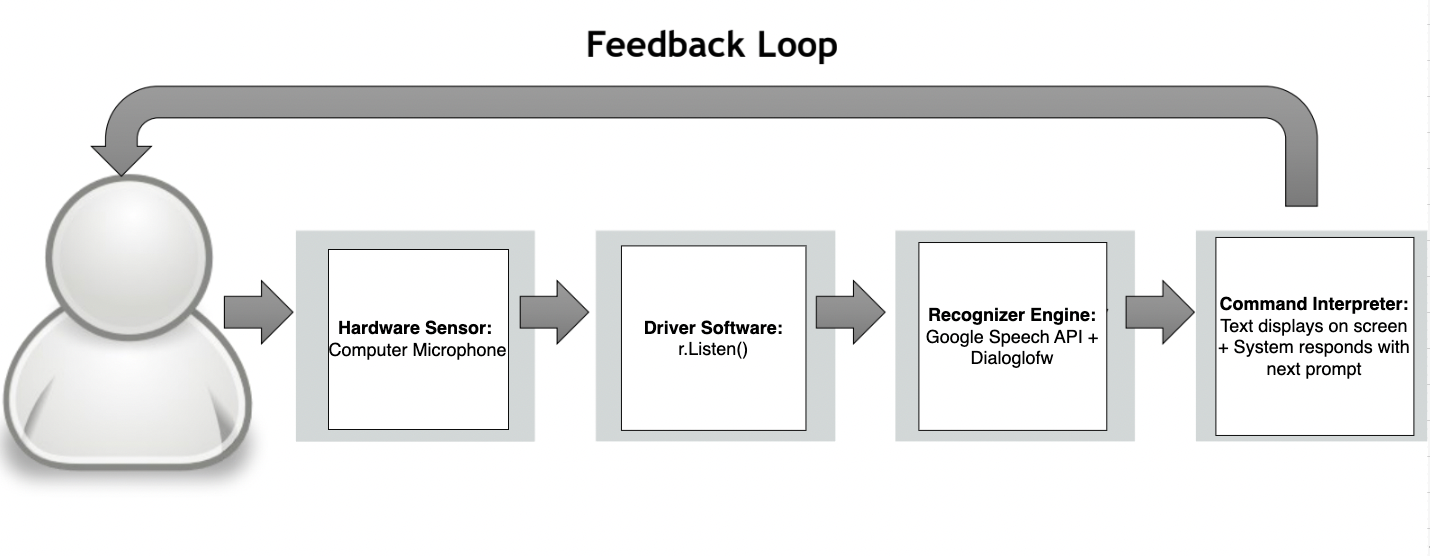 Feedback Loop
Hardware Sensor:
Computer Microphone
Driver Software:
r.Listen()
Recognizer Engine:
Google Speech API +
Dialoglofw
Command Interpreter:
Text displays on screen
+ System responds with
next prompt